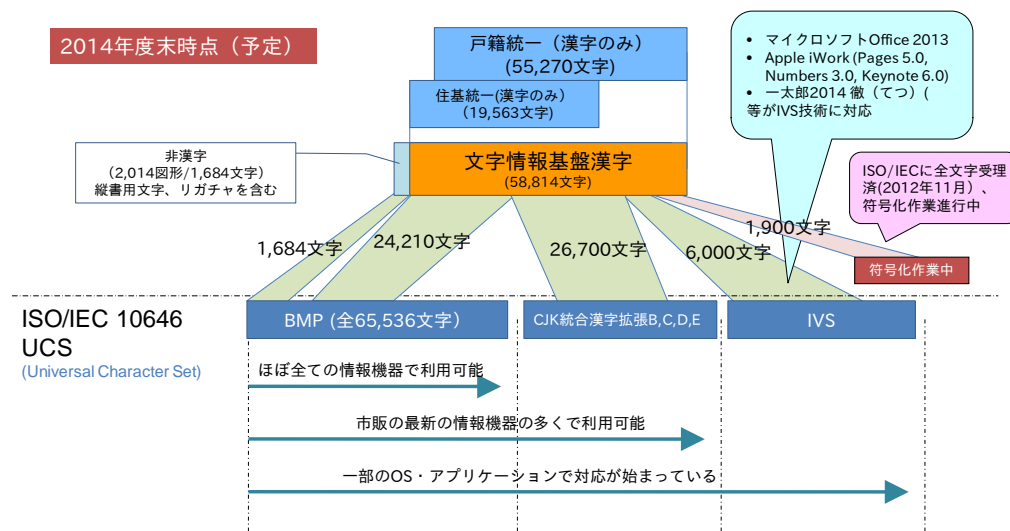 2014年度末時点（予定）
戸籍統一（漢字のみ）
(55,270文字)
住基統一(漢字のみ）
(19,563文字)
• マイクロソフトOffice 2013
• Apple iWork (Pages 5.0,
Numbers 3.0, Keynote 6.0)
• 一太郎2014 徹（てつ）(
等がIVS技術に対応
非漢字
（2,014図形/1,684文字）
縦書用文字、リガチャを含む
文字情報基盤漢字
(58,814文字)
ISO/IECに全文字受理
済(2012年11月）、
符号化作業進行中
1,684文字
24,210文字
26,700文字
6,000文字
1,900文字
符号化作業中
ISO/IEC 10646
UCS
(Universal Character Set)
BMP (全65,536文字）
CJK統合漢字拡張B,C,D,E
IVS
ほぼ全ての情報機器で利用可能
市販の最新の情報機器の多くで利用可能
一部のOS・アプリケーションで対応が始まっている